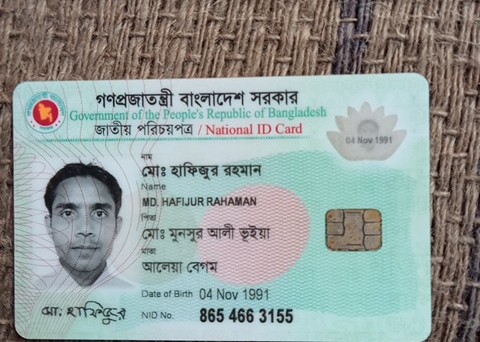 গণপ্রজাতন্ত্রী বাংলাদেশ সরকার
Government of the People's Republic of Bangladesh
জাতীয় পরিচয়পত্র / National ID Card
04 Nov 1991
নাম
মোঃ হাফিজুর রহমান
Name
MD. HAFIJUR RAHAMAN
পিতা
মোঃ মুনসুর আলী ভূইয়া
মাতা
আলেয়া বেগম
Date of Birth 04 Nov 1991
মো: হাফিজুর
NID No. 865 466 3155